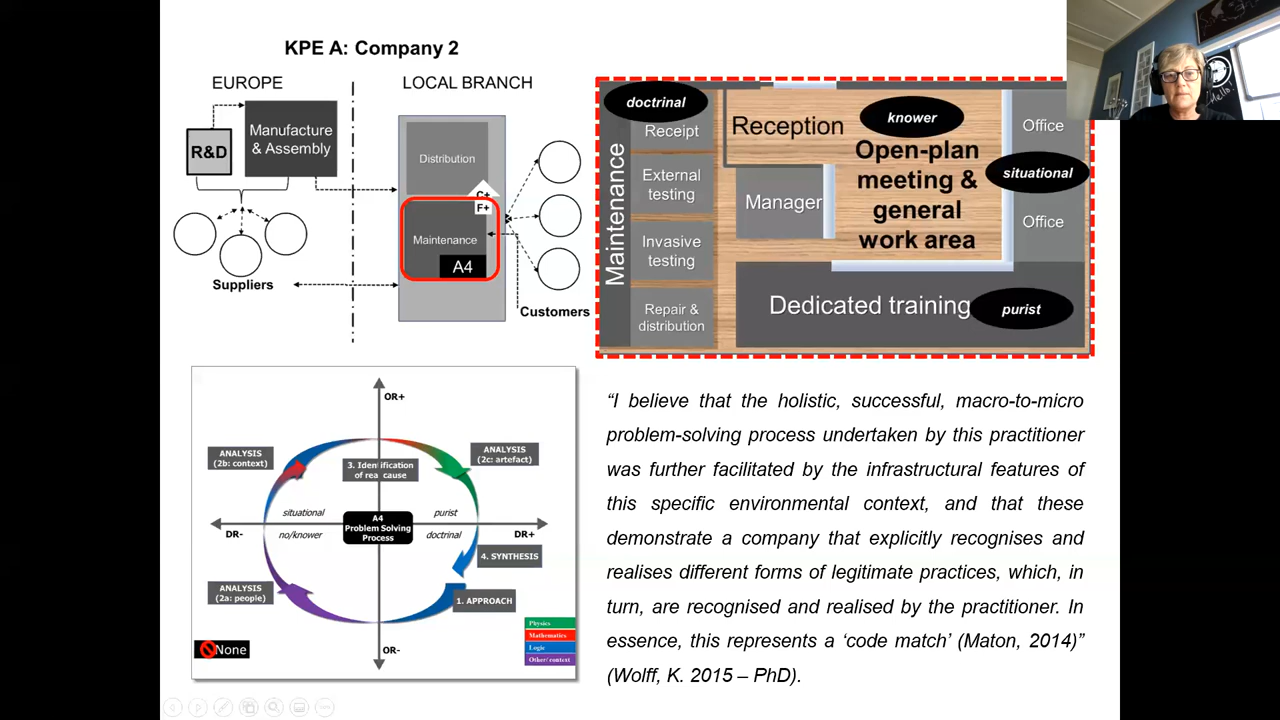 KPE A: Company 2
EUROPE
LOCAL BRANCH
R&D
Manufacture
& Assembly
Distribution
C+
F+
Maintenance
A4
Suppliers
Customers
doctrinal
Maintenance
Receipt
External
testing
Invasive
testing
Repair &
distribution
Reception
knower
Open-plan
meeting &
general
work area
Manager
Office
situational
Office
Dedicated training
purist
Hello!
OR+
ANALYSIS
(2b: context)
3. Identification
of real cause
ANALYSIS
(2c: artefact)
situational
purist
A4
Problem Solving
Process
DR-
DR+
no/knower
doctrinal
4. SYNTHESIS
ANALYSIS
(2a: people)
1. APPROACH
OR-
None
Physics
Mathematics
Logic
Other/context
“I believe that the holistic, successful, macro-to-micro
problem-solving process undertaken by this practitioner
was further facilitated by the infrastructural features of
this specific environmental context, and that these
demonstrate a company that explicitly recognises and
realises different forms of legitimate practices, which, in
turn, are recognised and realised by the practitioner. In
essence, this represents a ‘code match’ (Maton, 2014)”
(Wolff, K. 2015 – PhD).